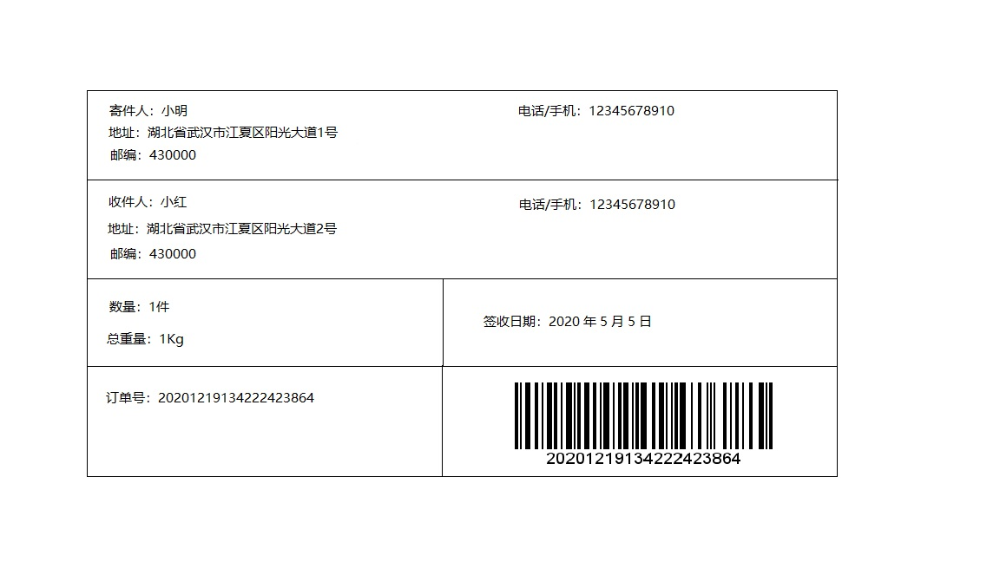 寄件人：小明 电话/手机：12345678910
地址：湖北省武汉市江夏区阳光大道1号
邮编：430000
收件人：小红 电话/手机：12345678910
地址：湖北省武汉市江夏区阳光大道2号
邮编：430000
数量：1件
总重量：1Kg
签收日期：2020 年 5 月 5 日
订单号：20201219134222423864
20201219134222423864